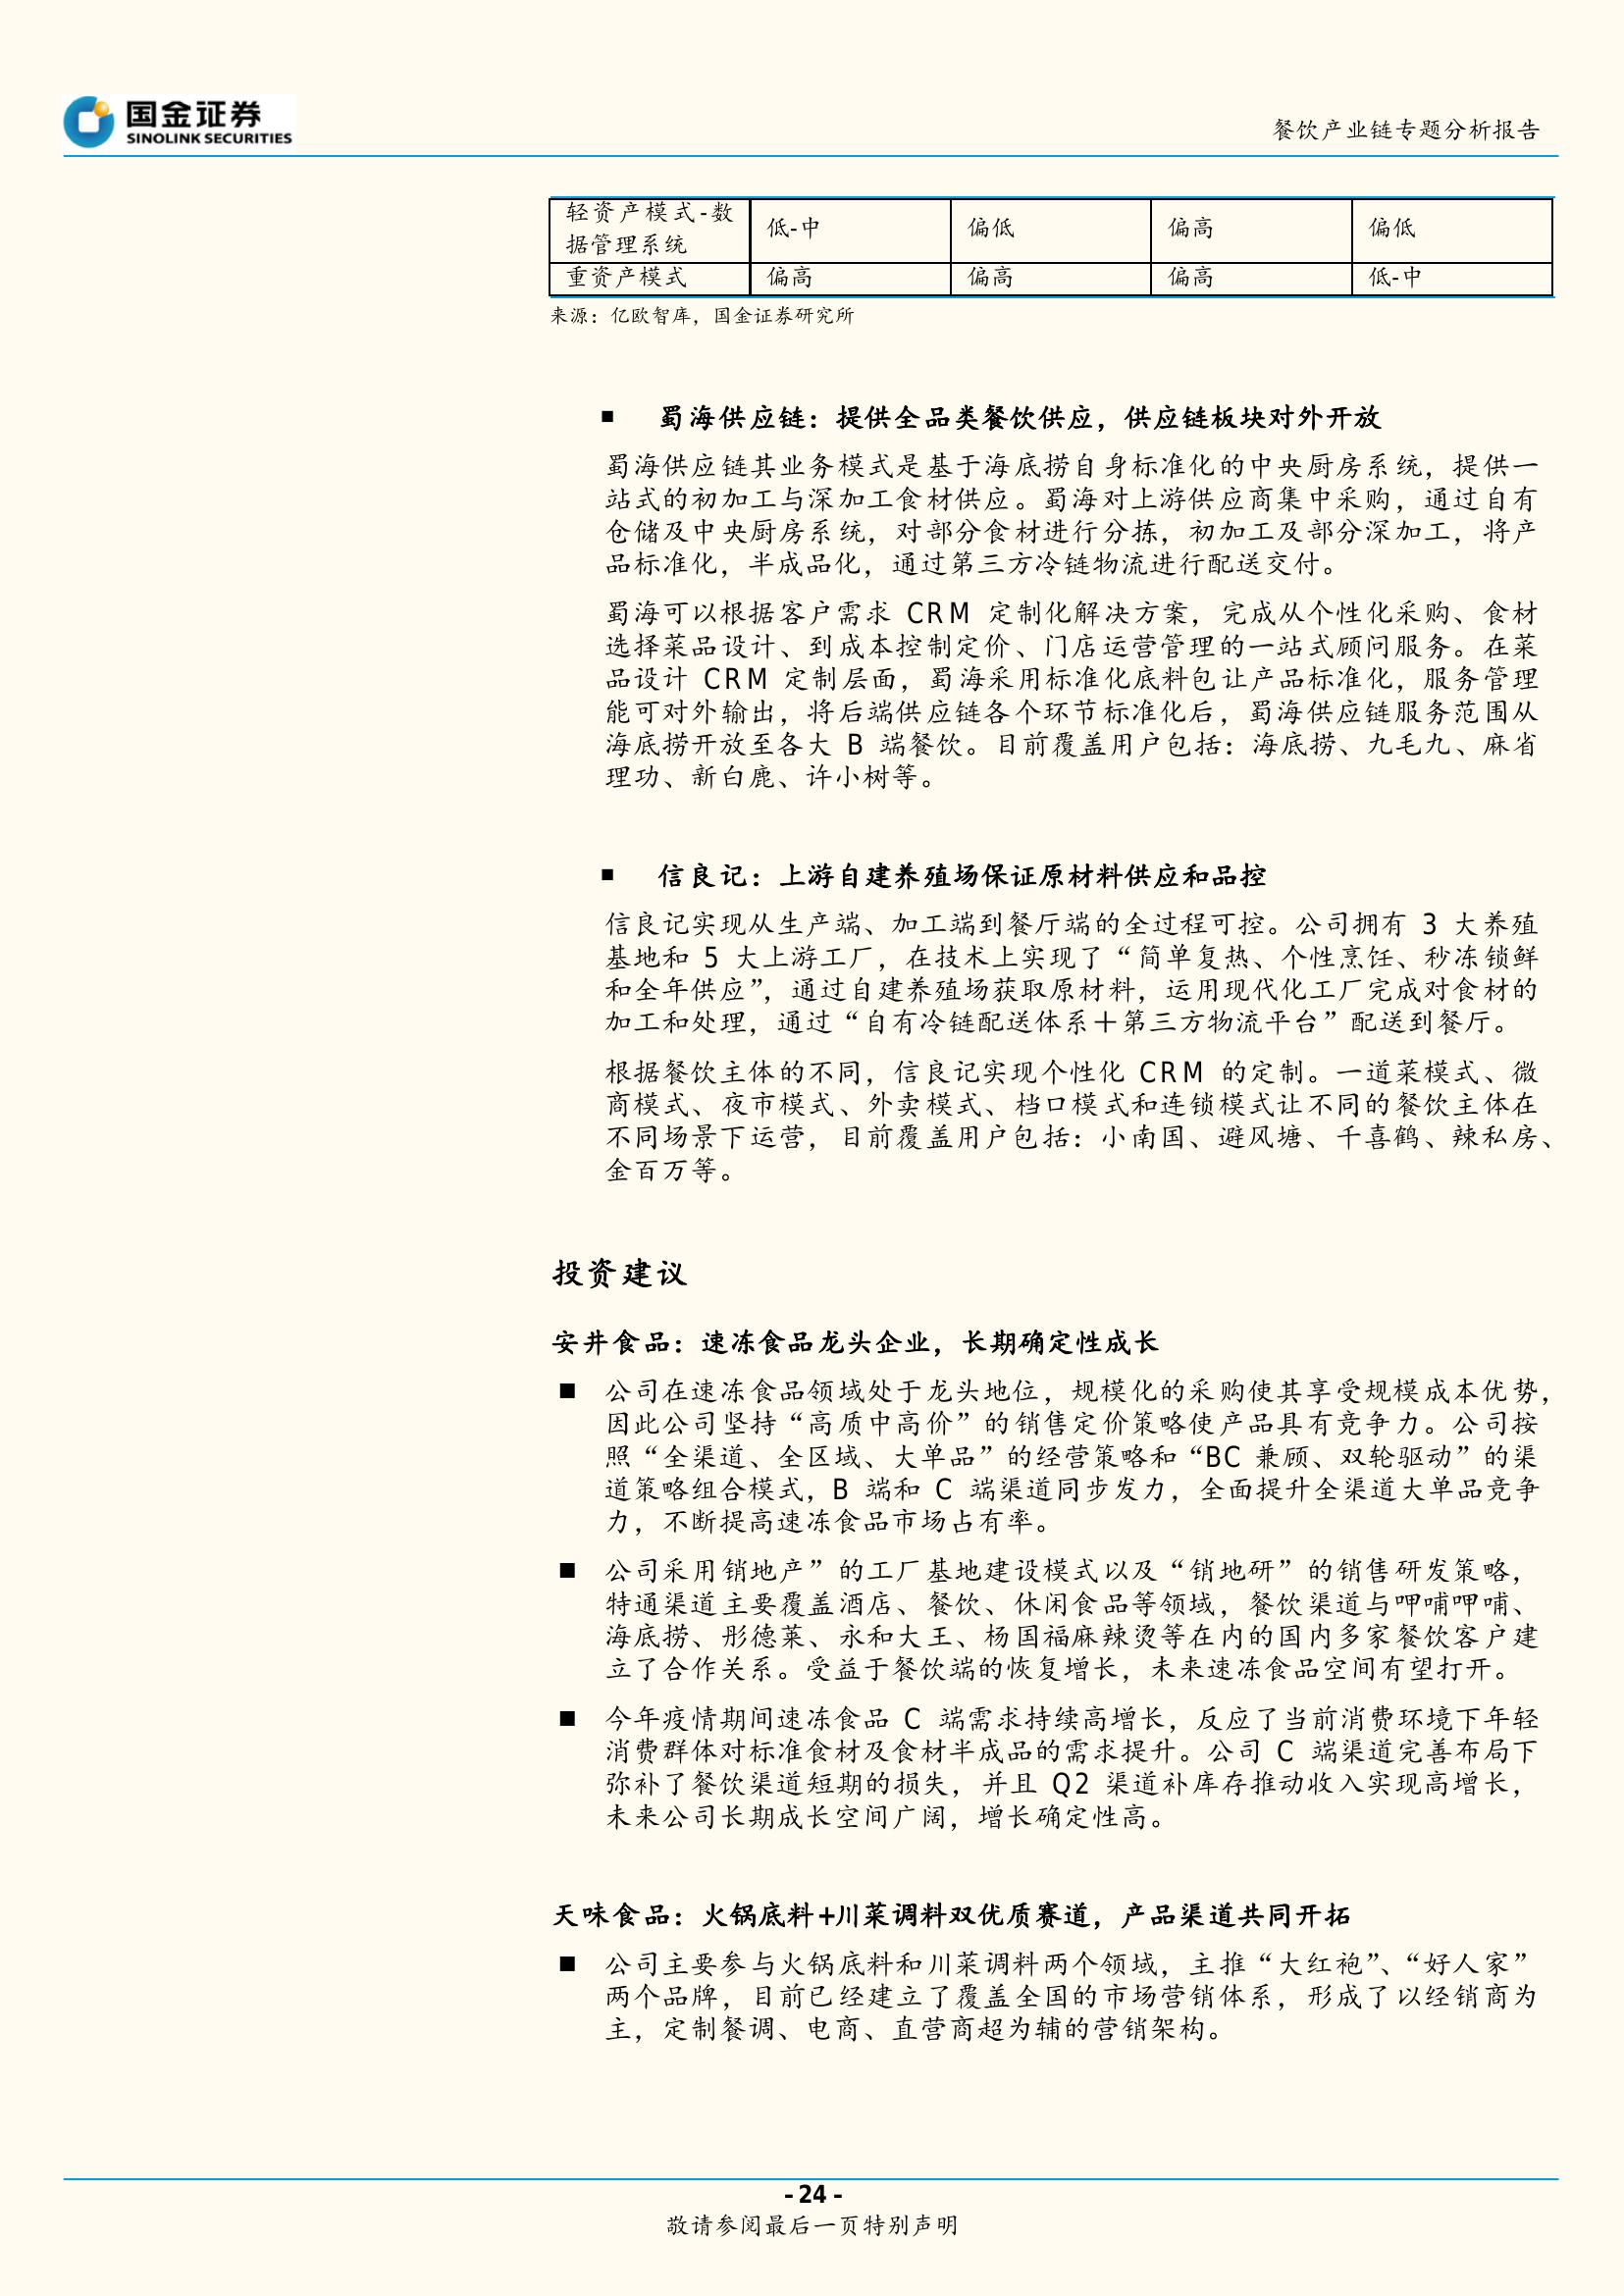 国金证券
SINOLINK SECURITIES
餐饮产业链专题分析报告
轻资产模式-数
据管理系统
低-中
偏低
偏高
偏低
重资产模式
偏高
偏高
偏高
低-中
来源：亿欧智库，国金证券研究所
■ 蜀海供应链：提供全品类餐饮供应，供应链板块对外开放
蜀海供应链其业务模式是基于海底捞自身标准化的中央厨房系统，提供一
站式的初加工与深加工食材供应。蜀海对上游供应商集中采购，通过自有
仓储及中央厨房系统，对部分食材进行分拣，初加工及部分深加工，将产
品标准化，半成品化，通过第三方冷链物流进行配送交付。
蜀海可以根据客户需求 CRM 定制化解决方案，完成从个性化采购、食材
选择菜品设计、到成本控制定价、门店运营管理的一站式顾问服务。在菜
品设计 CRM 定制层面，蜀海采用标准化底料包让产品标准化，服务管理
能可对外输出，将后端供应链各个环节标准化后，蜀海供应链服务范围从
海底捞开放至各大 B 端餐饮。目前覆盖用户包括：海底捞、九毛九、麻省
理功、新白鹿、许小树等。
■ 信良记：上游自建养殖场保证原材料供应和品控
信良记实现从生产端、加工端到餐厅端的全过程可控。公司拥有 3 大养殖
基地和 5 大上游工厂，在技术上实现了“简单复热、个性烹饪、秒冻锁鲜
和全年供应”，通过自建养殖场获取原材料，运用现代化工厂完成对食材的
加工和处理，通过“自有冷链配送体系＋第三方物流平台”配送到餐厅。
根据餐饮主体的不同，信良记实现个性化 CRM 的定制。一道菜模式、微
商模式、夜市模式、外卖模式、档口模式和连锁模式让不同的餐饮主体在
不同场景下运营，目前覆盖用户包括：小南国、避风塘、千喜鹤、辣私房、
金百万等。
投资建议
安井食品：速冻食品龙头企业，长期确定性成长
■ 公司在速冻食品领域处于龙头地位，规模化的采购使其享受规模成本优势，
因此公司坚持“高质中高价”的销售定价策略使产品具有竞争力。公司按
照“全渠道、全区域、大单品”的经营策略和“BC 兼顾、双轮驱动”的渠
道策略组合模式，B 端和 C 端渠道同步发力，全面提升全渠道大单品竞争
力，不断提高速冻食品市场占有率。
■ 公司采用销地产”的工厂基地建设模式以及“销地研”的销售研发策略，
特通渠道主要覆盖酒店、餐饮、休闲食品等领域，餐饮渠道与呷哺呷哺、
海底捞、彤德莱、永和大王、杨国福麻辣烫等在内的国内多家餐饮客户建
立了合作关系。受益于餐饮端的恢复增长，未来速冻食品空间有望打开。
■ 今年疫情期间速冻食品 C 端需求持续高增长，反应了当前消费环境下年轻
消费群体对标准食材及食材半成品的需求提升。公司 C 端渠道完善布局下
弥补了餐饮渠道短期的损失，并且 Q2 渠道补库存推动收入实现高增长，
未来公司长期成长空间广阔，增长确定性高。
天味食品：火锅底料+川菜调料双优质赛道，产品渠道共同开拓
■ 公司主要参与火锅底料和川菜调料两个领域，主推“大红袍”、“好人家”
两个品牌，目前已经建立了覆盖全国的市场营销体系，形成了以经销商为
主，定制餐调、电商、直营商超为辅的营销架构。
- 24 -
敬请参阅最后一页特别声明